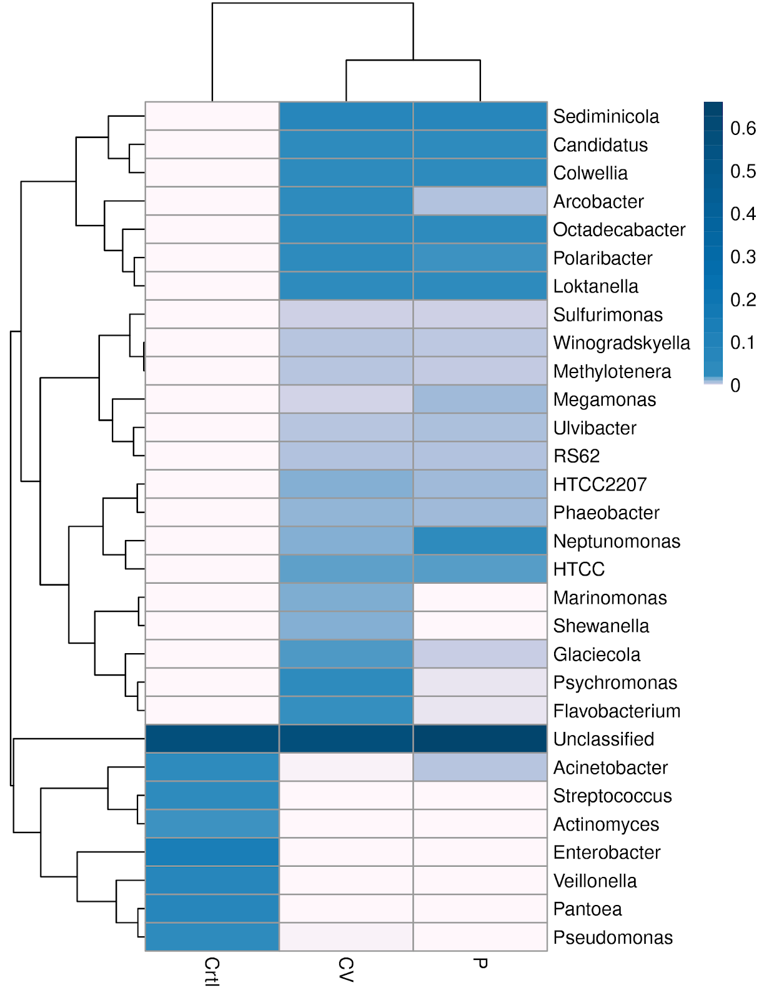 Sediminicola
Candidatus
Colwellia
Arcobacter
Octadecabacter
Polaribacter
Loktanella
Sulfurimonas
Winogradskyella
Methylotenera
Megamonas
Ulvibacter
RS62
HTCC2207
Phaeobacter
Neptunomonas
HTCC
Marinomonas
Shewanella
Glaciecola
Psychromonas
Flavobacterium
Unclassified
Acinetobacter
Streptococcus
Actinomyces
Enterobacter
Veillonella
Pantoea
Pseudomonas
0.6
0.5
0.4
0.3
0.2
0.1
0
Crtl
CV
P